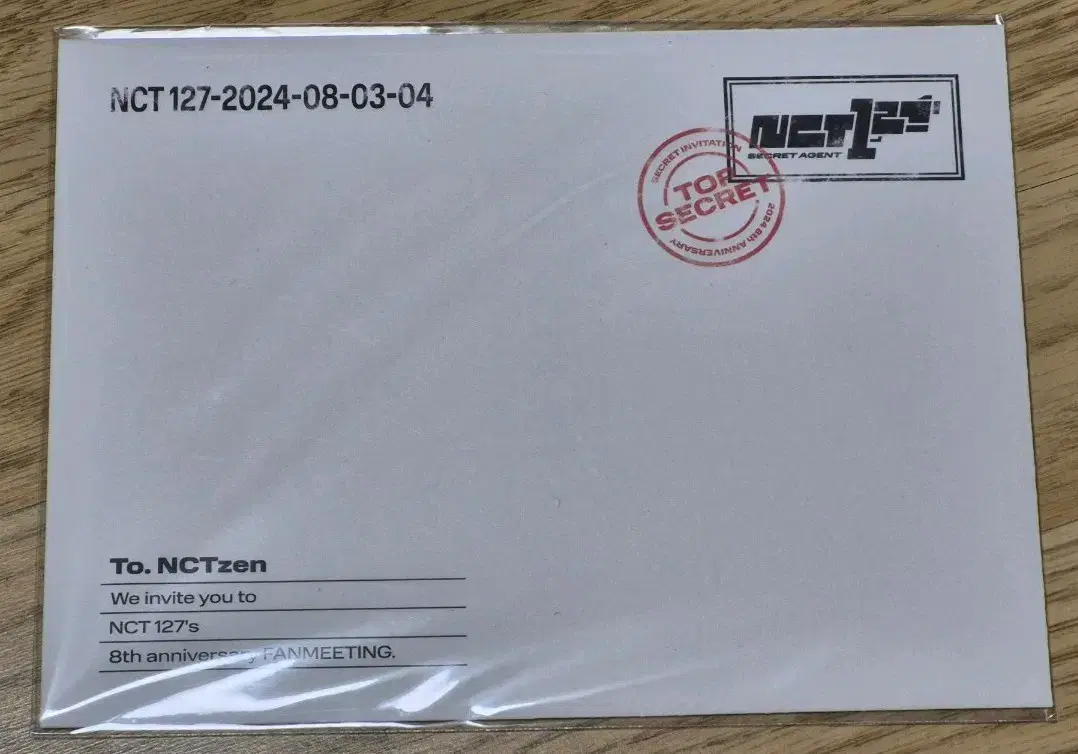 NCT 127-2024-08-03-04
NCT 127
SECRET AGENT
SECRET INVITATION
TOP
SECRET
2024 8th ANNIVERSARY
To. NCTzen
We invite you to
NCT 127's
8th anniversary FANMEETING.